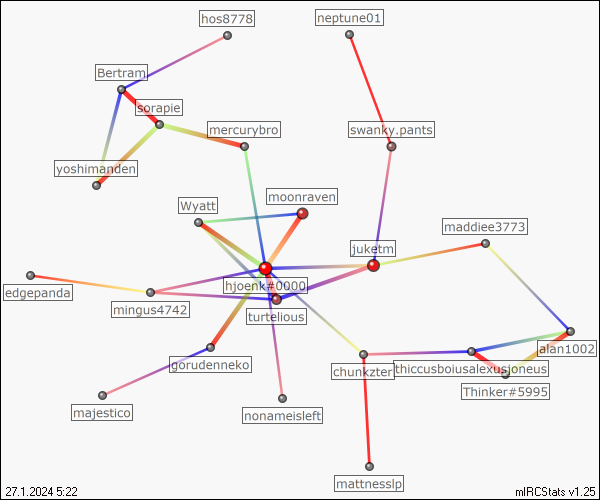 hos8778
neptune01
Bertram
sorapie
mercurybro
swanky.pants
yoshimanden
moonraven
Wyatt
maddiee3773
juketm
hjoenk#0000
edgepanda
mingus4742
turtelious
alan1002
gorudenneko
chunkzter
thiccusboiusalexusjoneus
Thinker#5995
majestico
nonameisleft
mattnesslp
27.1.2024 5:22
mIRCStats v1.25